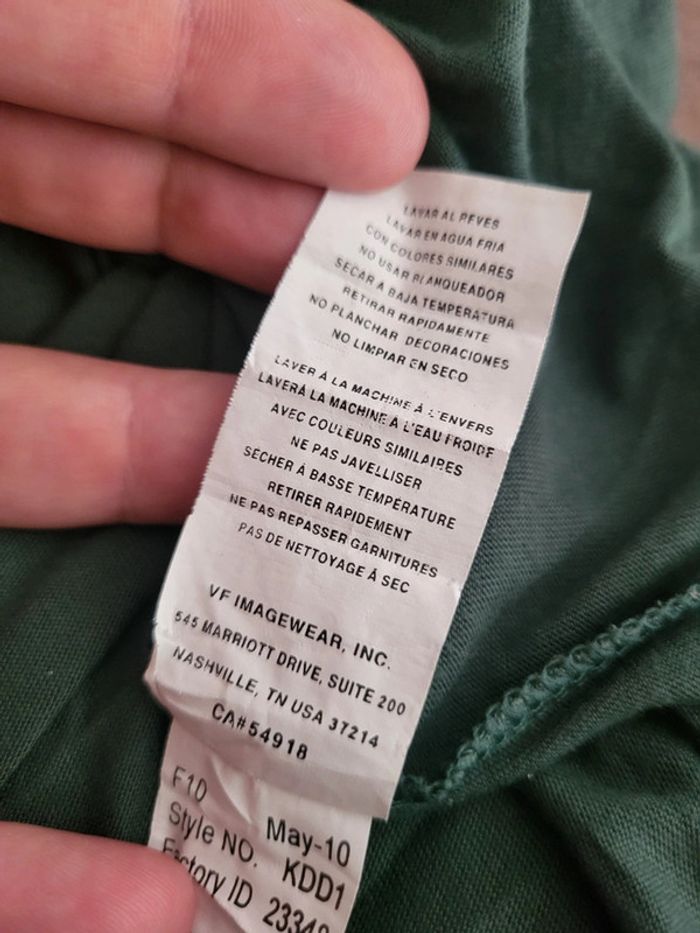 LAVAR AL REVES
LAVAR EN AGUA FRIA
CON COLORES SIMILARES
NO USAR BLANQUEADOR
SECAR A BAJA TEMPERATURA
RETIRAR RAPIDAMENTE
NO PLANCHAR DECORACIONES
NO LIMPIAR EN SECO
LAVER À LA MACHINE À L'ENVERS
LAVER À LA MACHINE À L'EAU FROIDE
AVEC COULEURS SIMILAIRES
NE PAS JAVELLISER
SÉCHER À BASSE TEMPÉRATURE
RETIRER RAPIDEMENT
NE PAS REPASSER GARNITURES
PAS DE NETTOYAGE À SEC
VF IMAGEWEAR, INC.
545 MARRIOTT DRIVE, SUITE 200
NASHVILLE, TN USA 37214
CA#54918
F1D May-10
Style NO. KDD1
Factory ID